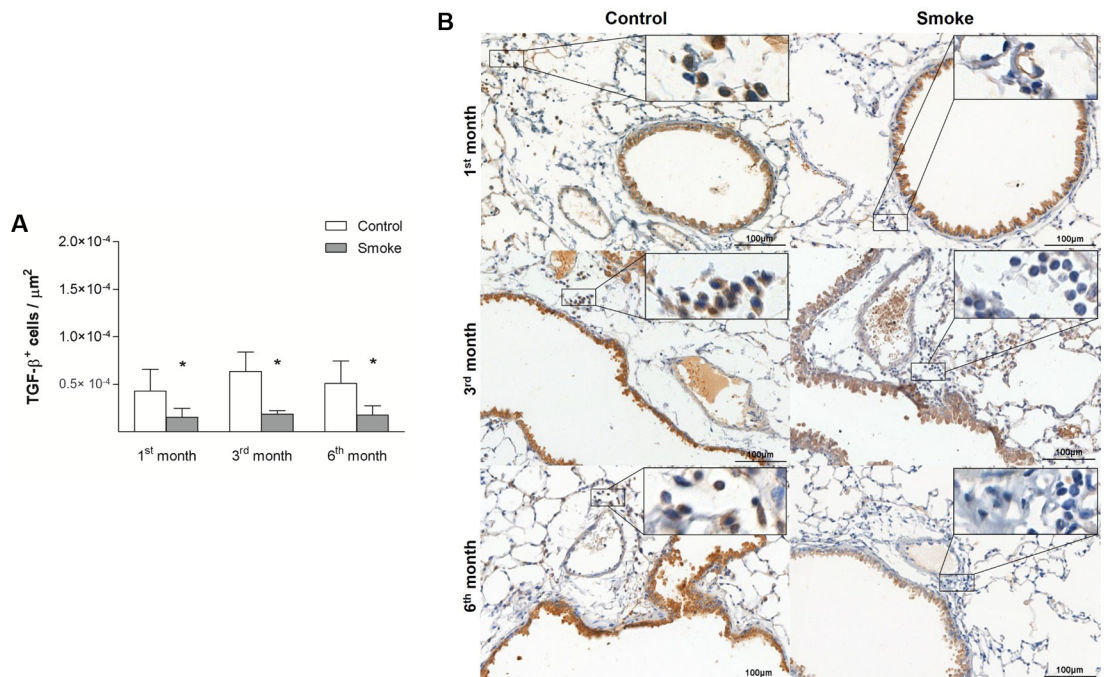 A
Control
Smoke
TGF-β⁺ cells / μm²
2.0× 10⁻⁴
1.5× 10⁻⁴
1.0× 10⁻⁴
0.5× 10⁻⁴
*
*
*
1ˢᵗ month
3ʳᵈ month
6ᵗʰ month
B
Control
Smoke
1ˢᵗ month
100μm
100μm
3ʳᵈ month
100μm
100μm
6ᵗʰ month
100μm
100μm